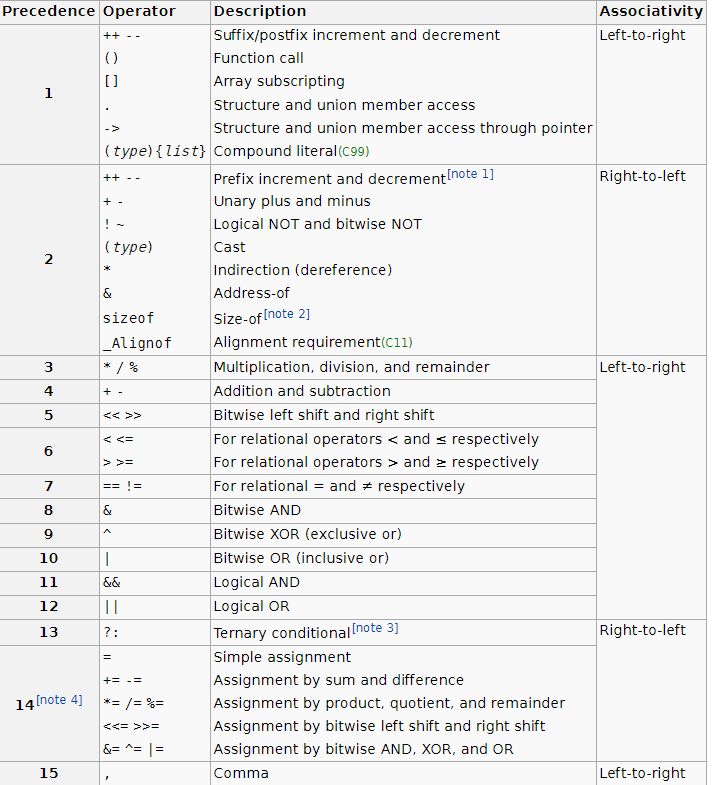 Precedence Operator Description Associativity
1 ++ -- Suffix/postfix increment and decrement Left-to-right
() Function call
[] Array subscripting
. Structure and union member access
-> Structure and union member access through pointer
(type){list} Compound literal(C99)
2 ++ -- Prefix increment and decrement[note 1] Right-to-left
+ - Unary plus and minus
! ~ Logical NOT and bitwise NOT
(type) Cast
* Indirection (dereference)
& Address-of
sizeof Size-of[note 2]
_Alignof Alignment requirement(C11)
3 * / % Multiplication, division, and remainder Left-to-right
4 + - Addition and subtraction
5 << >> Bitwise left shift and right shift
6 < <= For relational operators < and ≤ respectively
> >= For relational operators > and ≥ respectively
7 == != For relational = and ≠ respectively
8 & Bitwise AND
9 ^ Bitwise XOR (exclusive or)
10 | Bitwise OR (inclusive or)
11 && Logical AND
12 || Logical OR
13 ?: Ternary conditional[note 3] Right-to-left
14[note 4] = Simple assignment
+= -= Assignment by sum and difference
*= /= %= Assignment by product, quotient, and remainder
<<= >>= Assignment by bitwise left shift and right shift
&= ^= |= Assignment by bitwise AND, XOR, and OR
15 , Comma Left-to-right